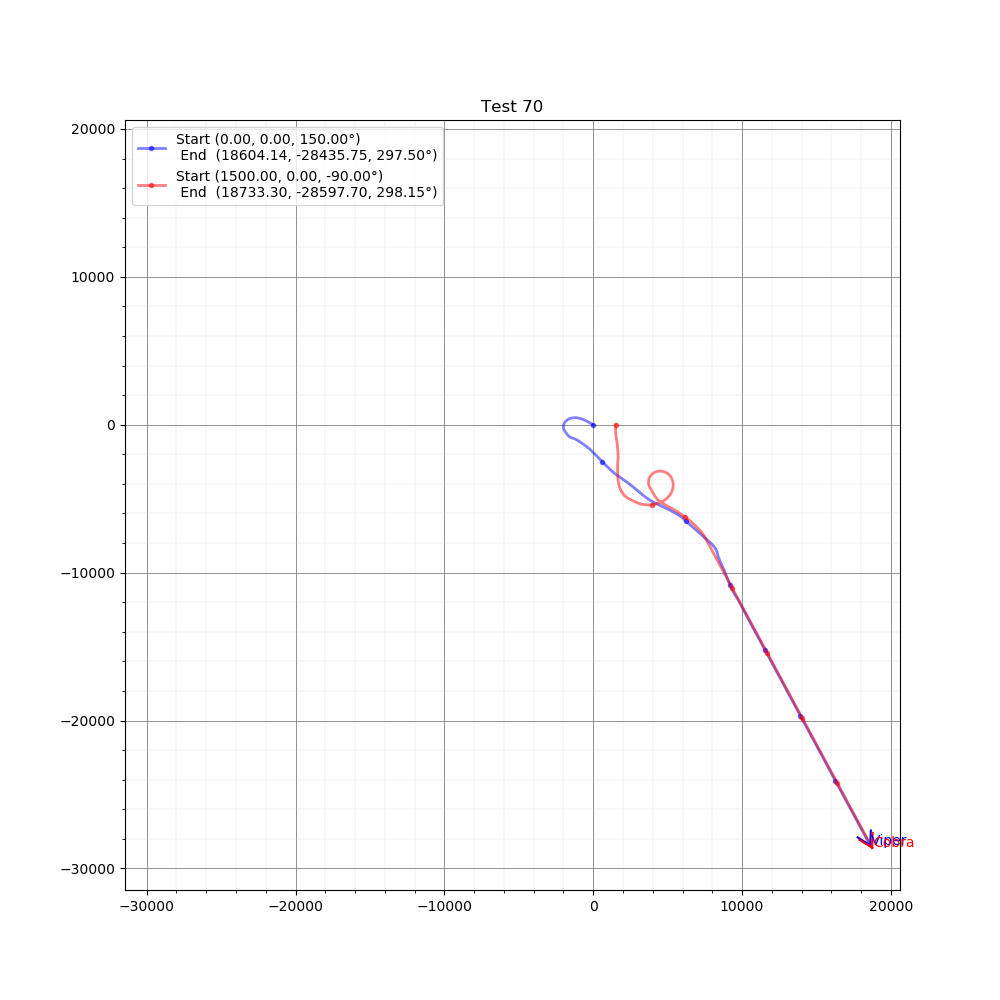 Test 70
Start (0.00, 0.00, 150.00°)
End (18604.14, -28435.75, 297.50°)
Start (1500.00, 0.00, -90.00°)
End (18733.30, -28597.70, 298.15°)
20000
10000
0
−10000
−20000
−30000
Viper
Cobra
−30000
−20000
−10000
0
10000
20000